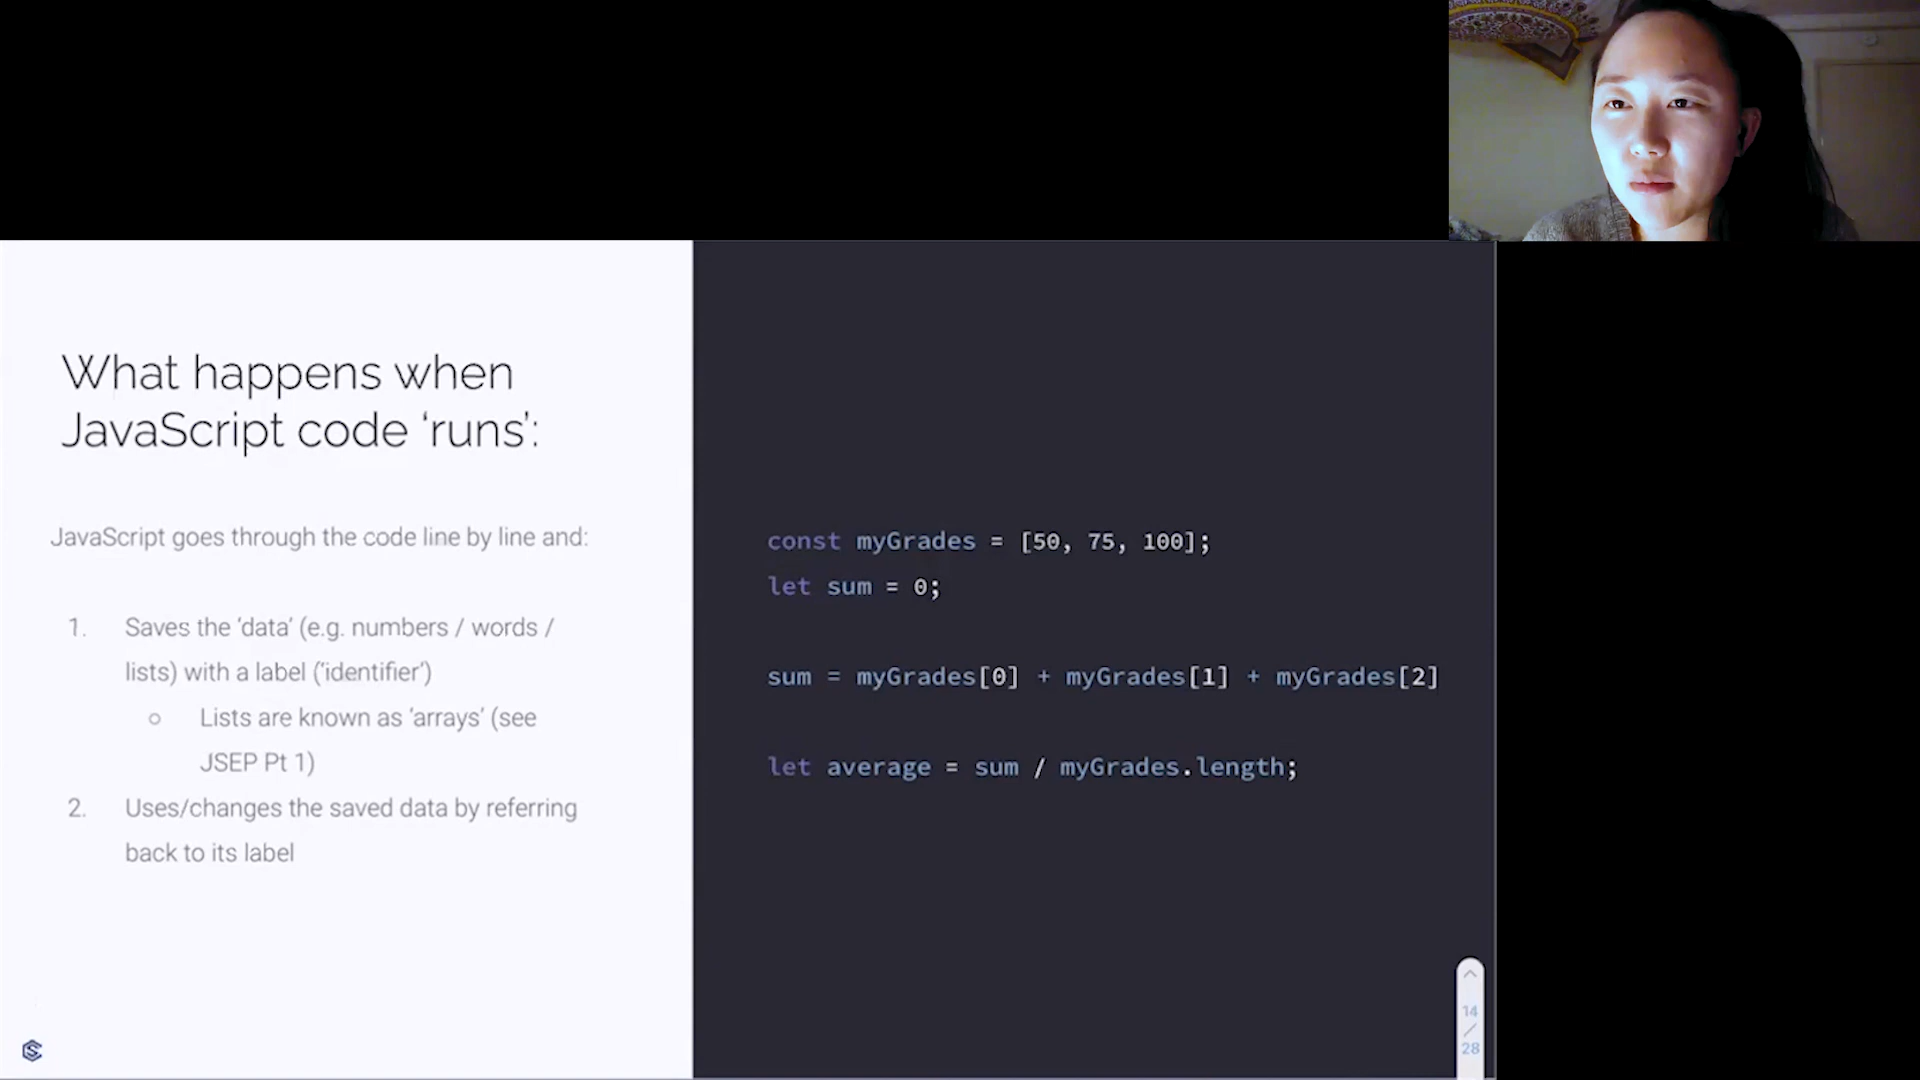 What happens when
JavaScript code ‘runs’:
JavaScript goes through the code line by line and:
1. Saves the ‘data’ (e.g. numbers / words /
lists) with a label (‘identifier’)
○ Lists are known as ‘arrays’ (see
JSEP Pt 1)
2. Uses/changes the saved data by referring
back to its label
const myGrades = [50, 75, 100];
let sum = 0;
sum = myGrades[0] + myGrades[1] + myGrades[2]
let average = sum / myGrades.length;
14
/
28